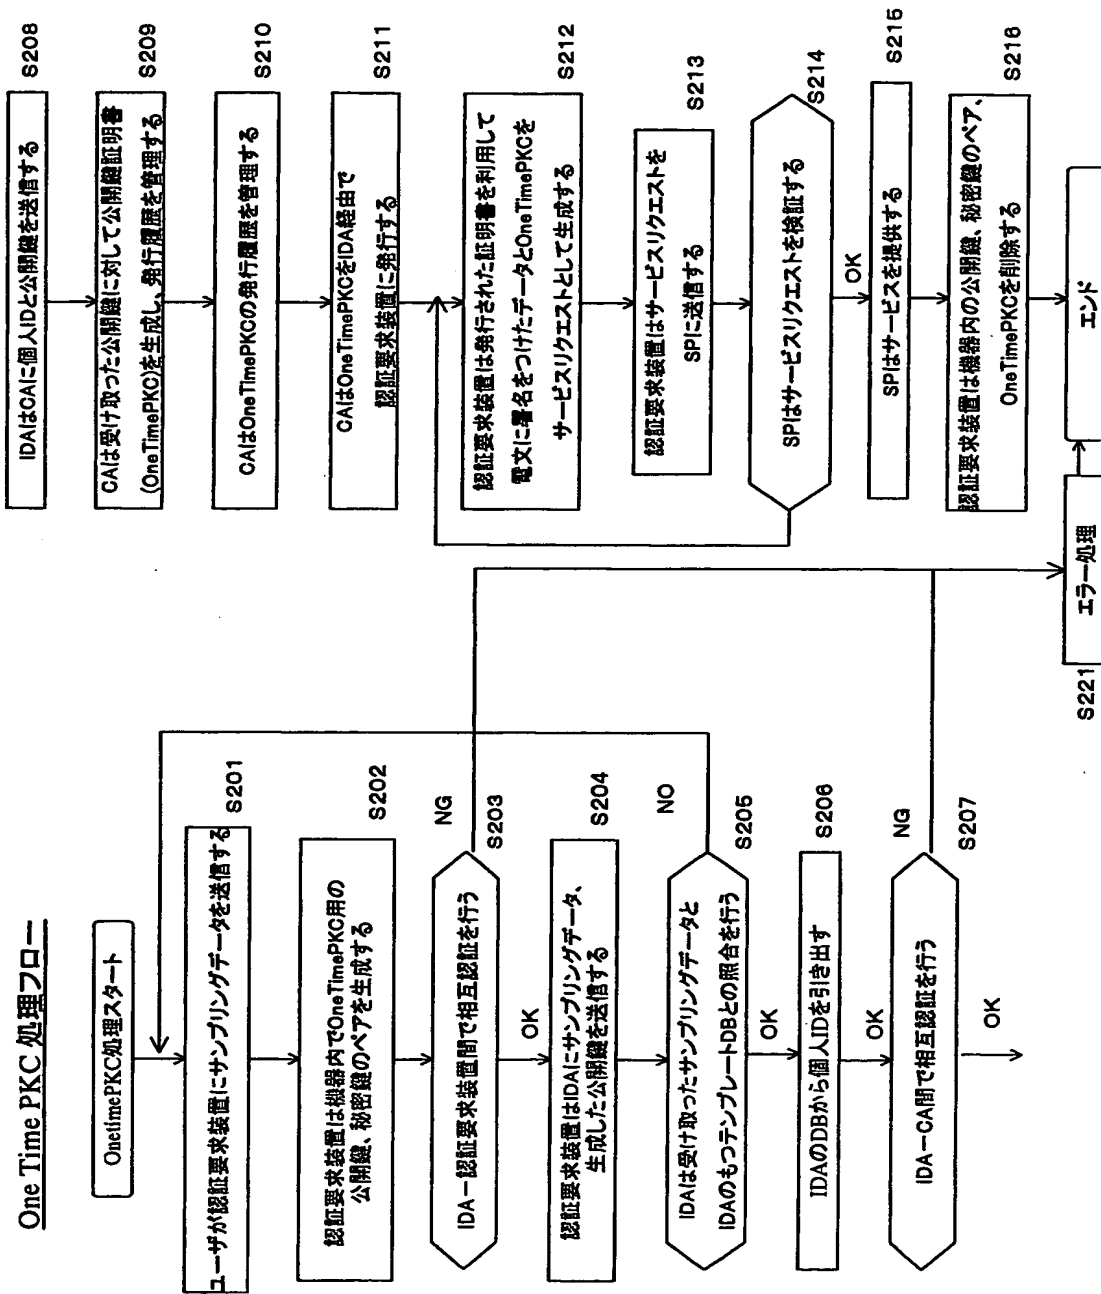 One Time PKC 処理フロー
OnetimePKC処理スタート
ユーザが認証要求装置にサンプリングデータを送信する
S201
認証要求装置は機器内でOneTimePKC用の
公開鍵、秘密鍵のペアを生成する
S202
IDA－認証要求装置間で相互認証を行う
NG
S203
OK
認証要求装置はIDAにサンプリングデータ、
生成した公開鍵を送信する
S204
IDAは受け取ったサンプリングデータと
IDAのもつテンプレートDBとの照合を行う
NO
S205
OK
IDAのDBから個人IDを引き出す
S206
OK
IDA－CA間で相互認証を行う
NG
S207
OK
IDAはCAに個人IDと公開鍵を送信する
S208
CAは受け取った公開鍵に対して公開鍵証明書
(OneTimePKC)を生成し、発行履歴を管理する
S209
CAはOneTimePKCの発行履歴を管理する
S210
CAはOneTimePKCをIDA経由で
認証要求装置に発行する
S211
認証要求装置は発行された証明書を利用して
電文に署名をつけたデータとOneTimePKCを
サービスリクエストとして生成する
S212
認証要求装置はサービスリクエストを
SPに送信する
S213
SPはサービスリクエストを検証する
S214
OK
SPはサービスを提供する
S215
認証要求装置は機器内の公開鍵、秘密鍵のペア、
OneTimePKCを削除する
S216
エラー処理
S221
エンド